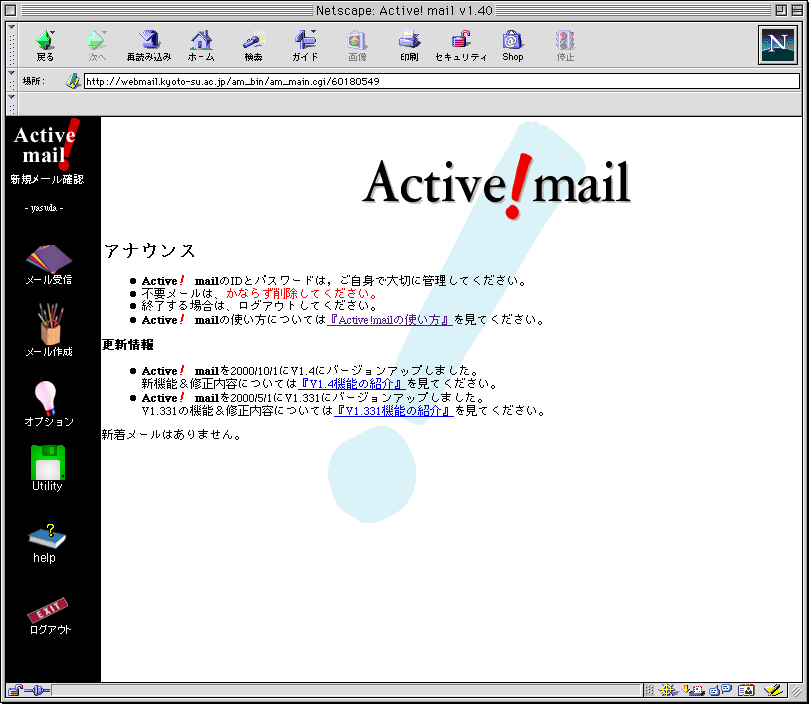 Netscape: Active! mail v1.40
戻る 次へ 再読み込み ホーム 検索 ガイド 画像 印刷 セキュリティ Shop 停止
N
場所: http://webmail.kyoto-su.ac.jp/am_bin/am_main.cgi/60180549
Active
mail!
新規メール確認
- yasuda -
メール受信
メール作成
オプション
Utility
?
help
EXIT
ログアウト
Active!mail
アナウンス
● Active! mailのIDとパスワードは，ご自身で大切に管理してください。
● 不要メールは、かならず削除してください。
● 終了する場合は、ログアウトしてください。
● Active! mailの使い方については『Active!mailの使い方』を見てください。
更新情報
● Active! mailを2000/10/1にV1.4にバージョンアップしました。
新機能＆修正内容については『V1.4機能の紹介』を見てください。
● Active! mailを2000/5/1にV1.331にバージョンアップしました。
V1.331の機能＆修正内容については『V1.331機能の紹介』を見てください。
新着メールはありません。